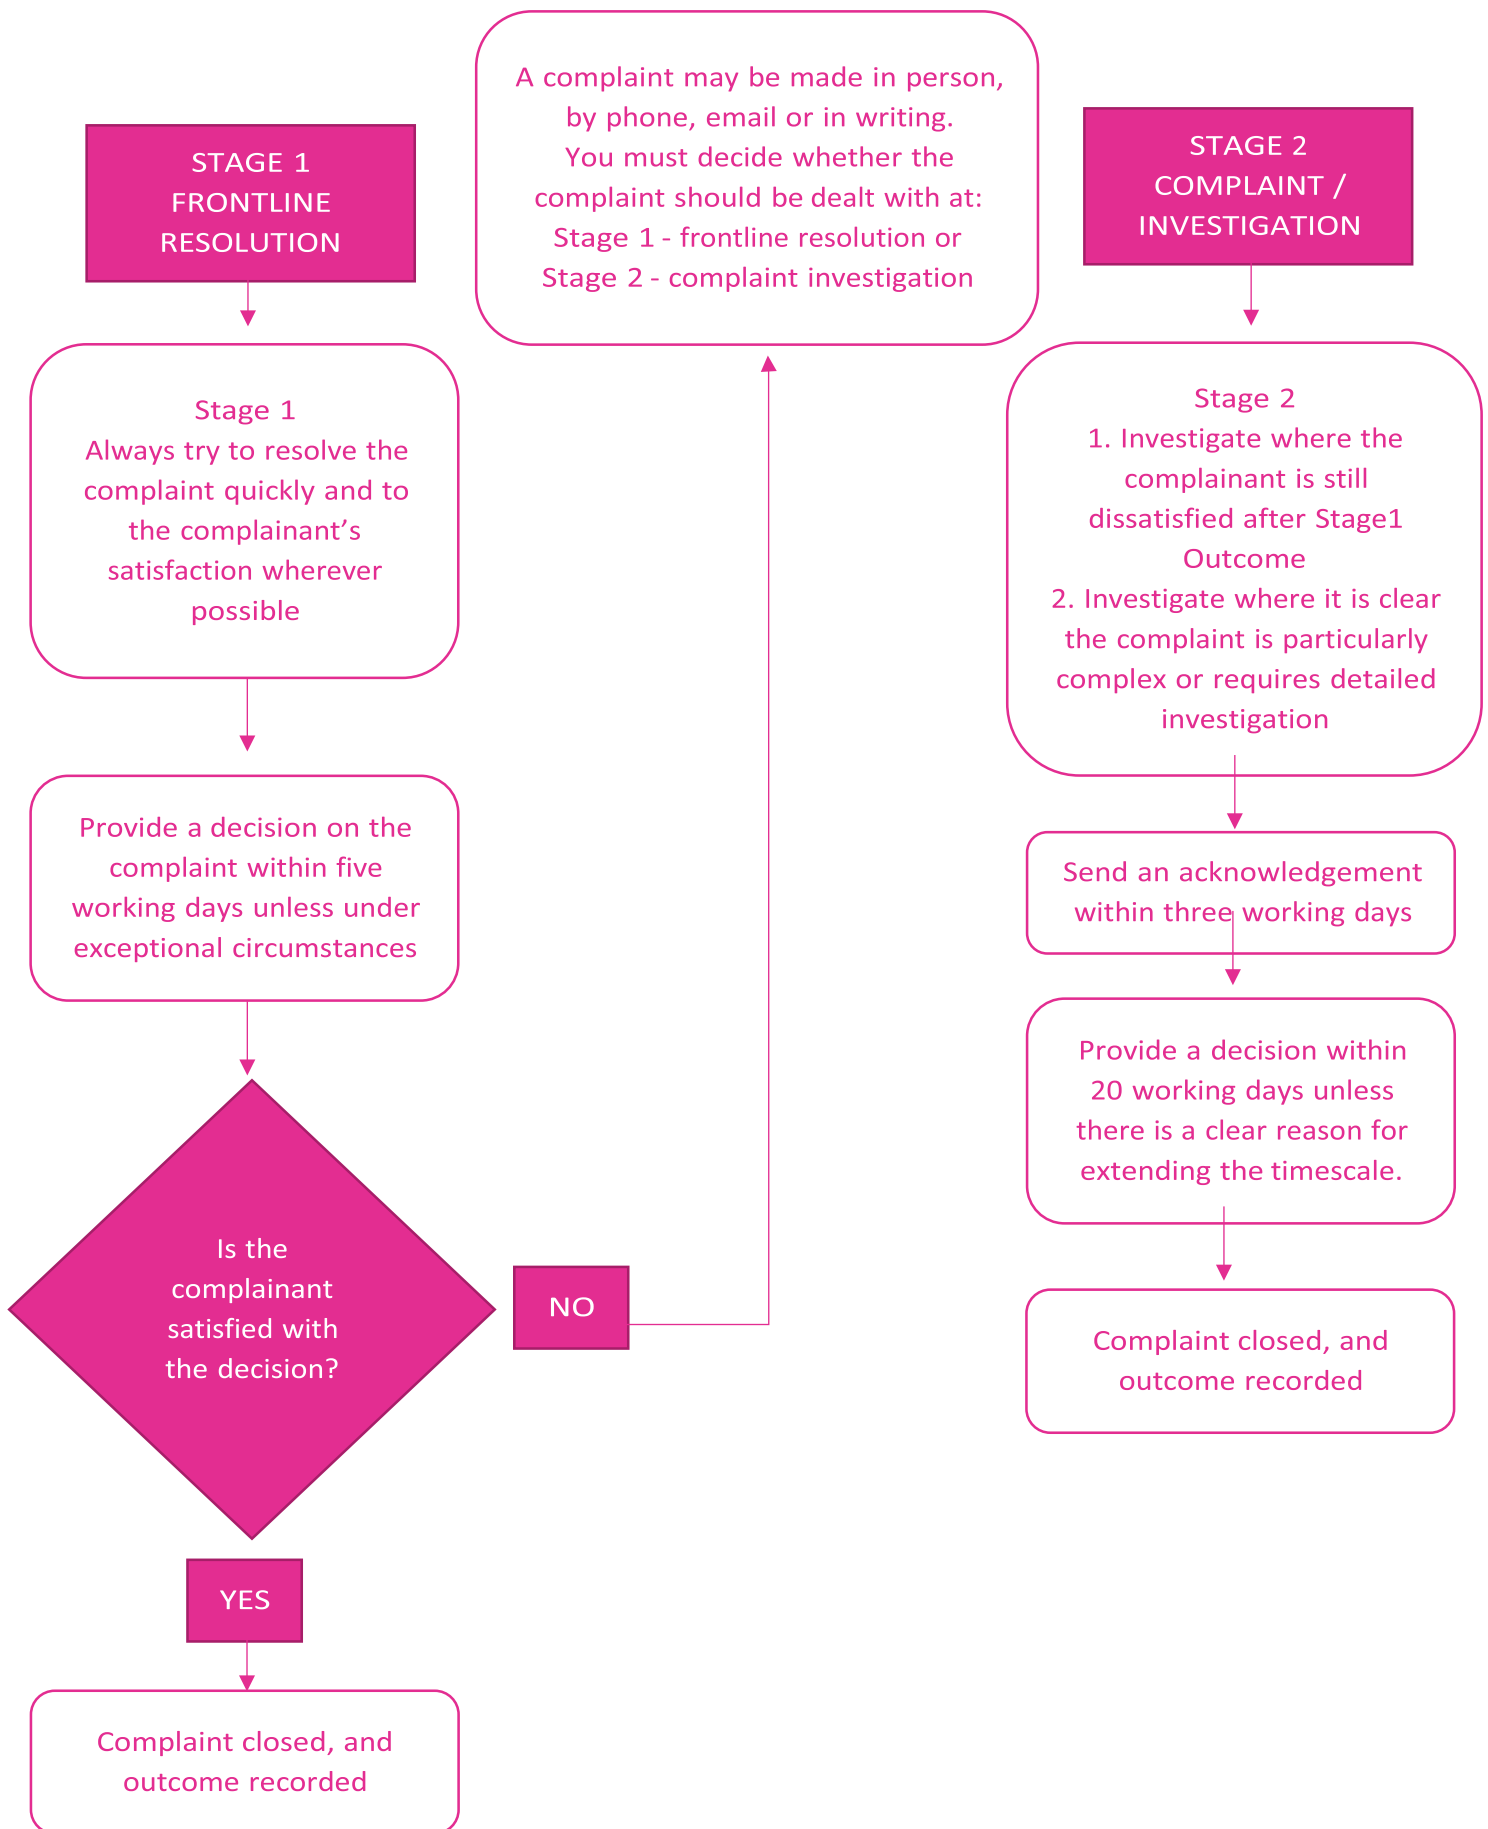 A complaint may be made in person,
by phone, email or in writing.
You must decide whether the
complaint should be dealt with at:
Stage 1 - frontline resolution or
Stage 2 - complaint investigation
STAGE 1
FRONTLINE
RESOLUTION
Stage 1
Always try to resolve the
complaint quickly and to
the complainant’s
satisfaction wherever
possible
Provide a decision on the
complaint within five
working days unless under
exceptional circumstances
Is the
complainant
satisfied with
the decision?
NO
YES
Complaint closed, and
outcome recorded
STAGE 2
COMPLAINT /
INVESTIGATION
Stage 2
1. Investigate where the
complainant is still
dissatisfied after Stage1
Outcome
2. Investigate where it is clear
the complaint is particularly
complex or requires detailed
investigation
Send an acknowledgement
within three working days
Provide a decision within
20 working days unless
there is a clear reason for
extending the timescale.
Complaint closed, and
outcome recorded